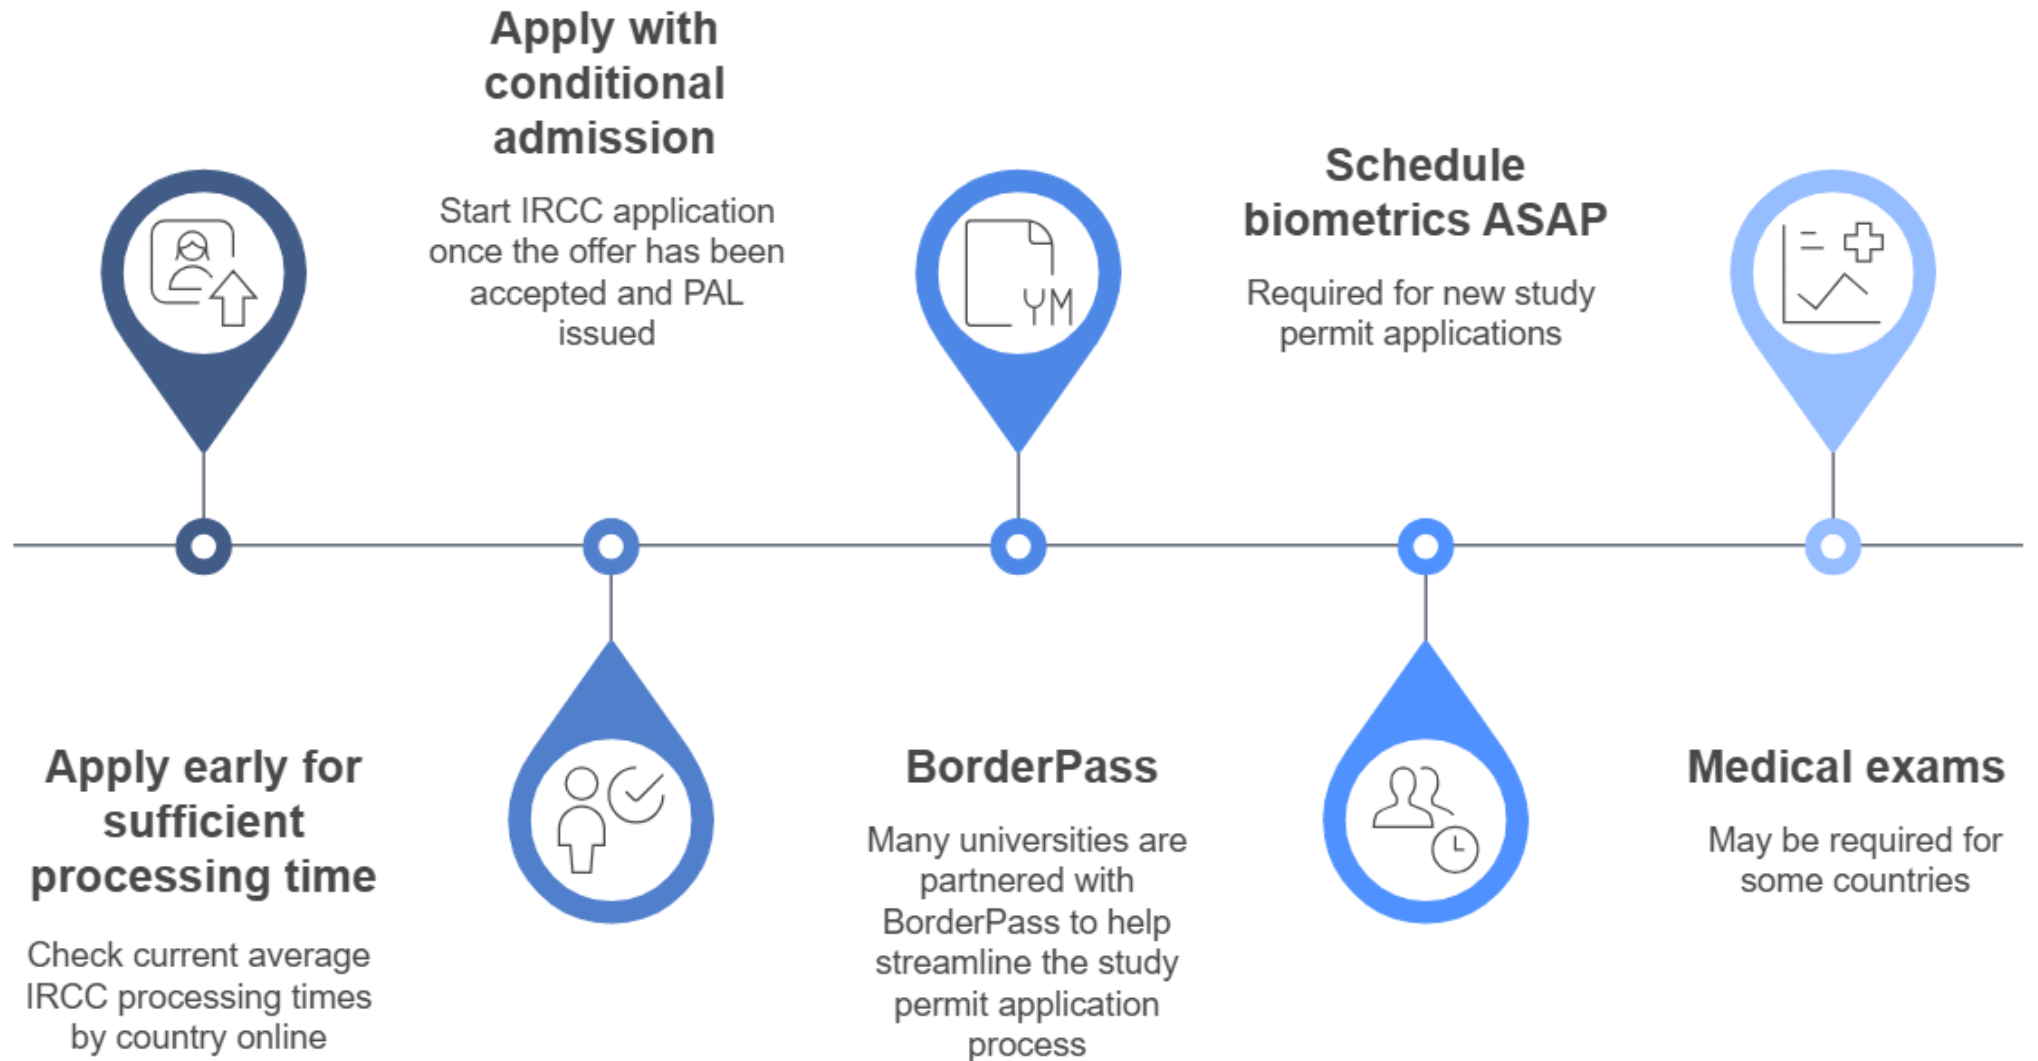 Apply early for
sufficient
processing time
Check current average
IRCC processing times
by country online
Apply with
conditional
admission
Start IRCC application
once the offer has been
accepted and PAL
issued
YM
BorderPass
Many universities are
partnered with
BorderPass to help
streamline the study
permit application
process
Schedule
biometrics ASAP
Required for new study
permit applications
Medical exams
May be required for
some countries